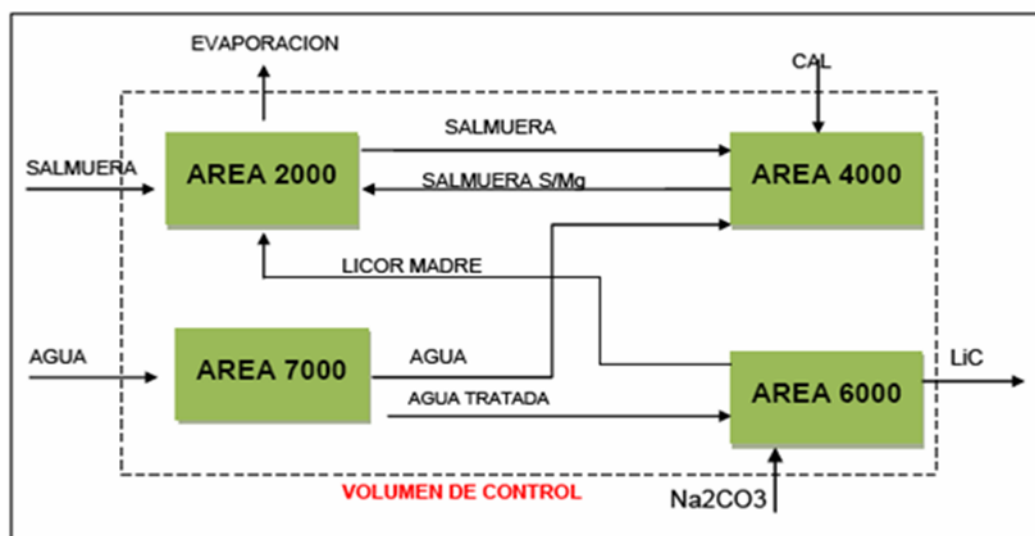 EVAPORACION
CAL
SALMUERA
SALMUERA
AREA 2000
AREA 4000
SALMUERA S/Mg
LICOR MADRE
AGUA
AREA 7000
AGUA
AGUA TRATADA
AREA 6000
LiC
VOLUMEN DE CONTROL
Na2CO3